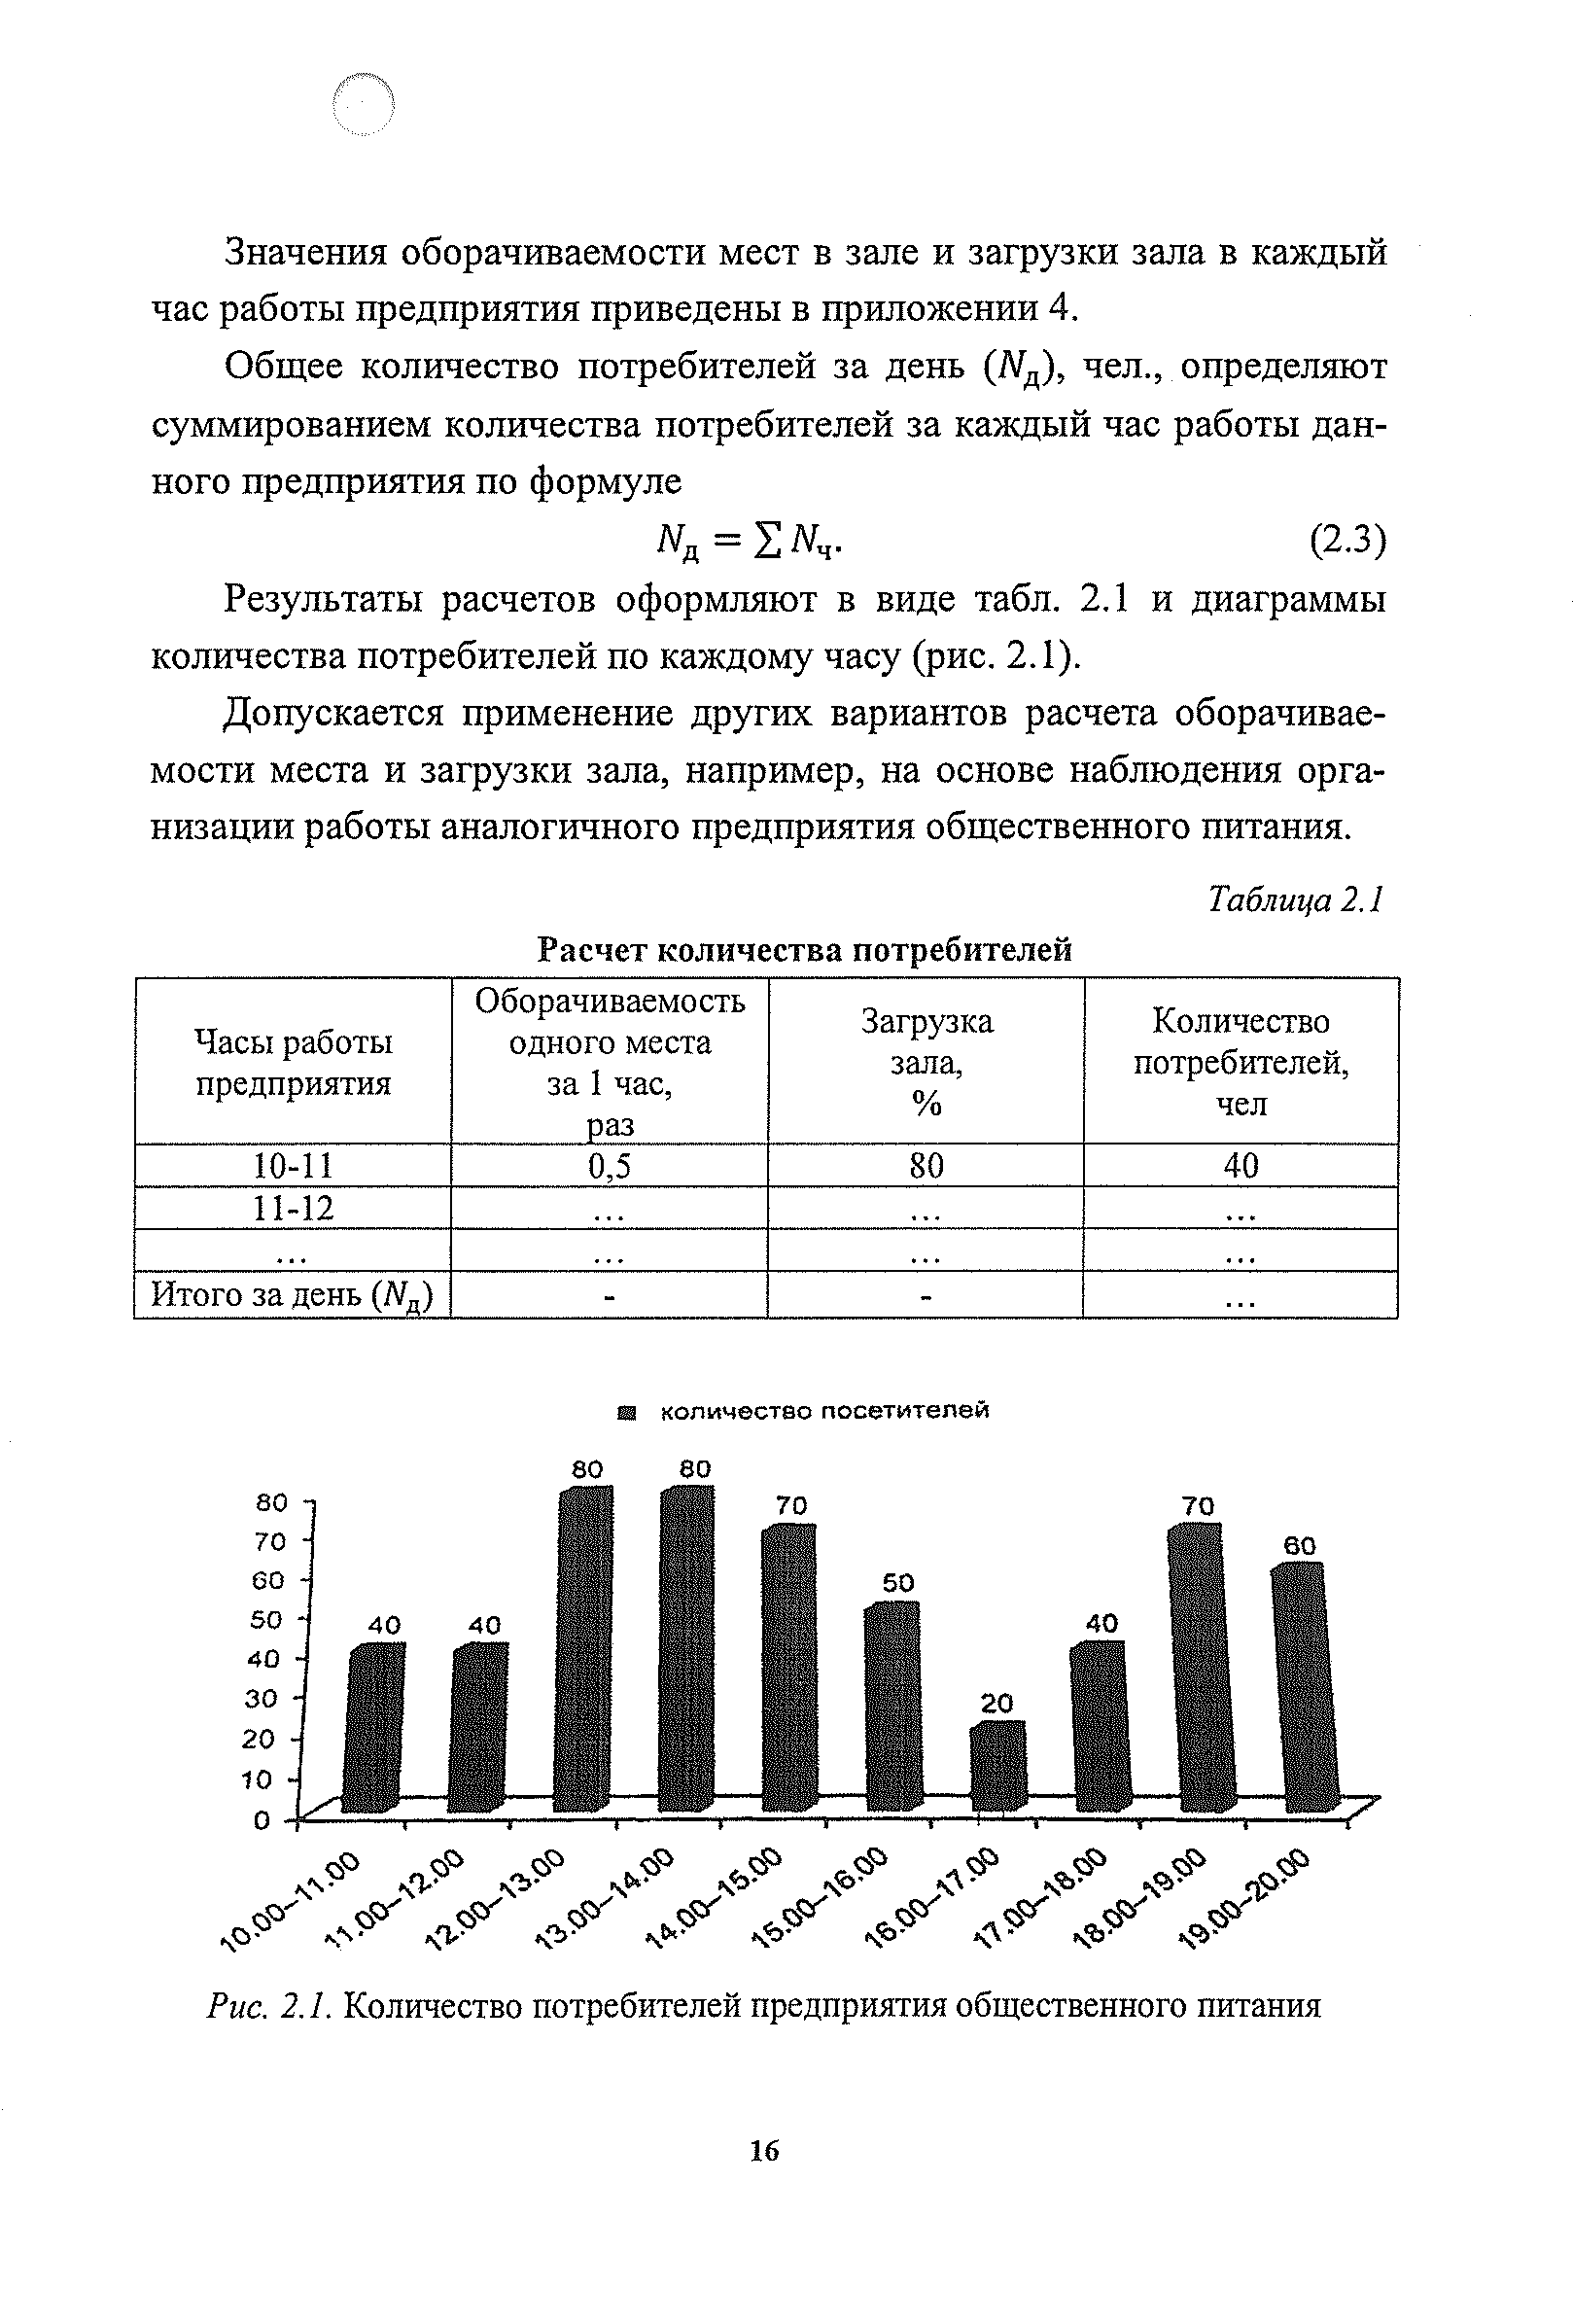 Значения оборачиваемости мест в зале и загрузки зала в каждый
час работы предприятия приведены в приложении 4.
Общее количество потребителей за день (Nд), чел., определяют
суммированием количества потребителей за каждый час работы дан-
ного предприятия по формуле
Nд = ∑ Nч. (2.3)
Результаты расчетов оформляют в виде табл. 2.1 и диаграммы
количества потребителей по каждому часу (рис. 2.1).
Допускается применение других вариантов расчета оборачивае-
мости места и загрузки зала, например, на основе наблюдения орга-
низации работы аналогичного предприятия общественного питания.
Таблица 2.1
Расчет количества потребителей
Часы работы
предприятия
Оборачиваемость
одного места
за 1 час,
раз
Загрузка
зала,
%
Количество
потребителей,
чел
10-11 0,5 80 40
11-12 ... ... ...
... ... ... ...
Итого за день (Nд) - - ...
количество посетителей
80
70
60
50
40
30
20
10
0
40 40 80 80 70 50 20 40 70 60
10.00–11.00
11.00–12.00
12.00–13.00
13.00–14.00
14.00–15.00
15.00–16.00
16.00–17.00
17.00–18.00
18.00–19.00
19.00–20.00
Рис. 2.1. Количество потребителей предприятия общественного питания
16